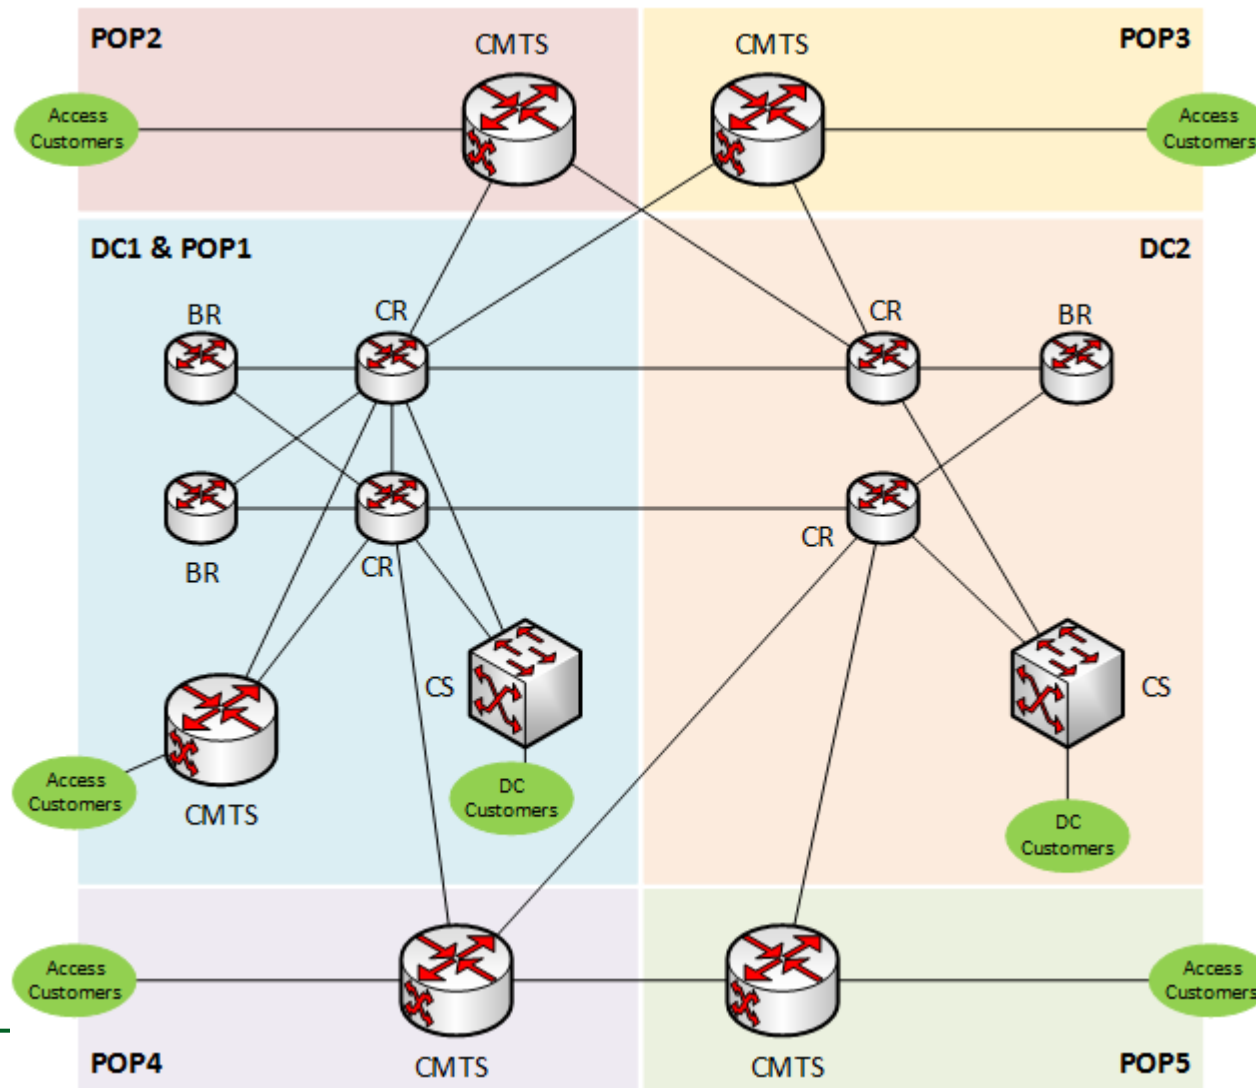 POP2
CMTS
CMTS
POP3
Access
Customers
Access
Customers
DC1 & POP1
DC2
BR
CR
CR
BR
BR
CR
CR
CS
CS
Access
Customers
CMTS
DC
Customers
DC
Customers
Access
Customers
Access
Customers
POP4
CMTS
CMTS
POP5